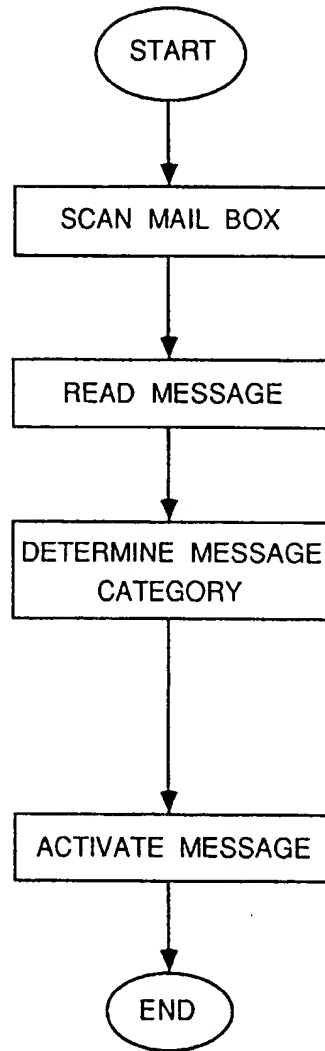 START
SCAN MAIL BOX
READ MESSAGE
DETERMINE MESSAGE
CATEGORY
ACTIVATE MESSAGE
END